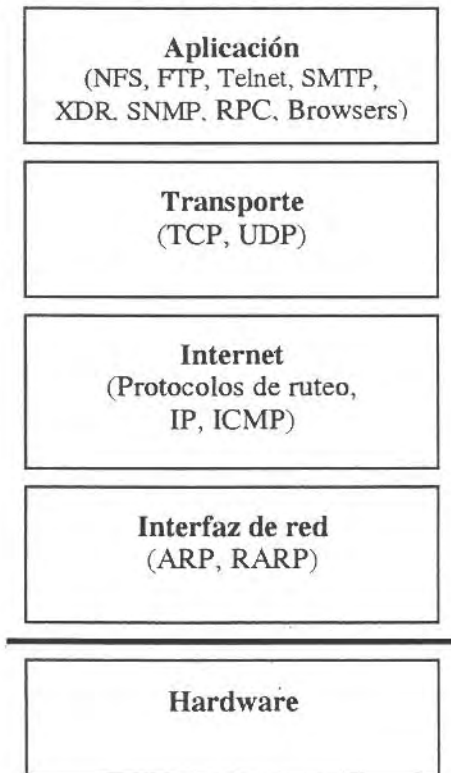 Aplicación
(NFS, FTP, Telnet, SMTP,
XDR. SNMP. RPC. Browsers)
Transporte
(TCP, UDP)
Internet
(Protocolos de ruteo,
IP, ICMP)
Interfaz de red
(ARP, RARP)
Hardware